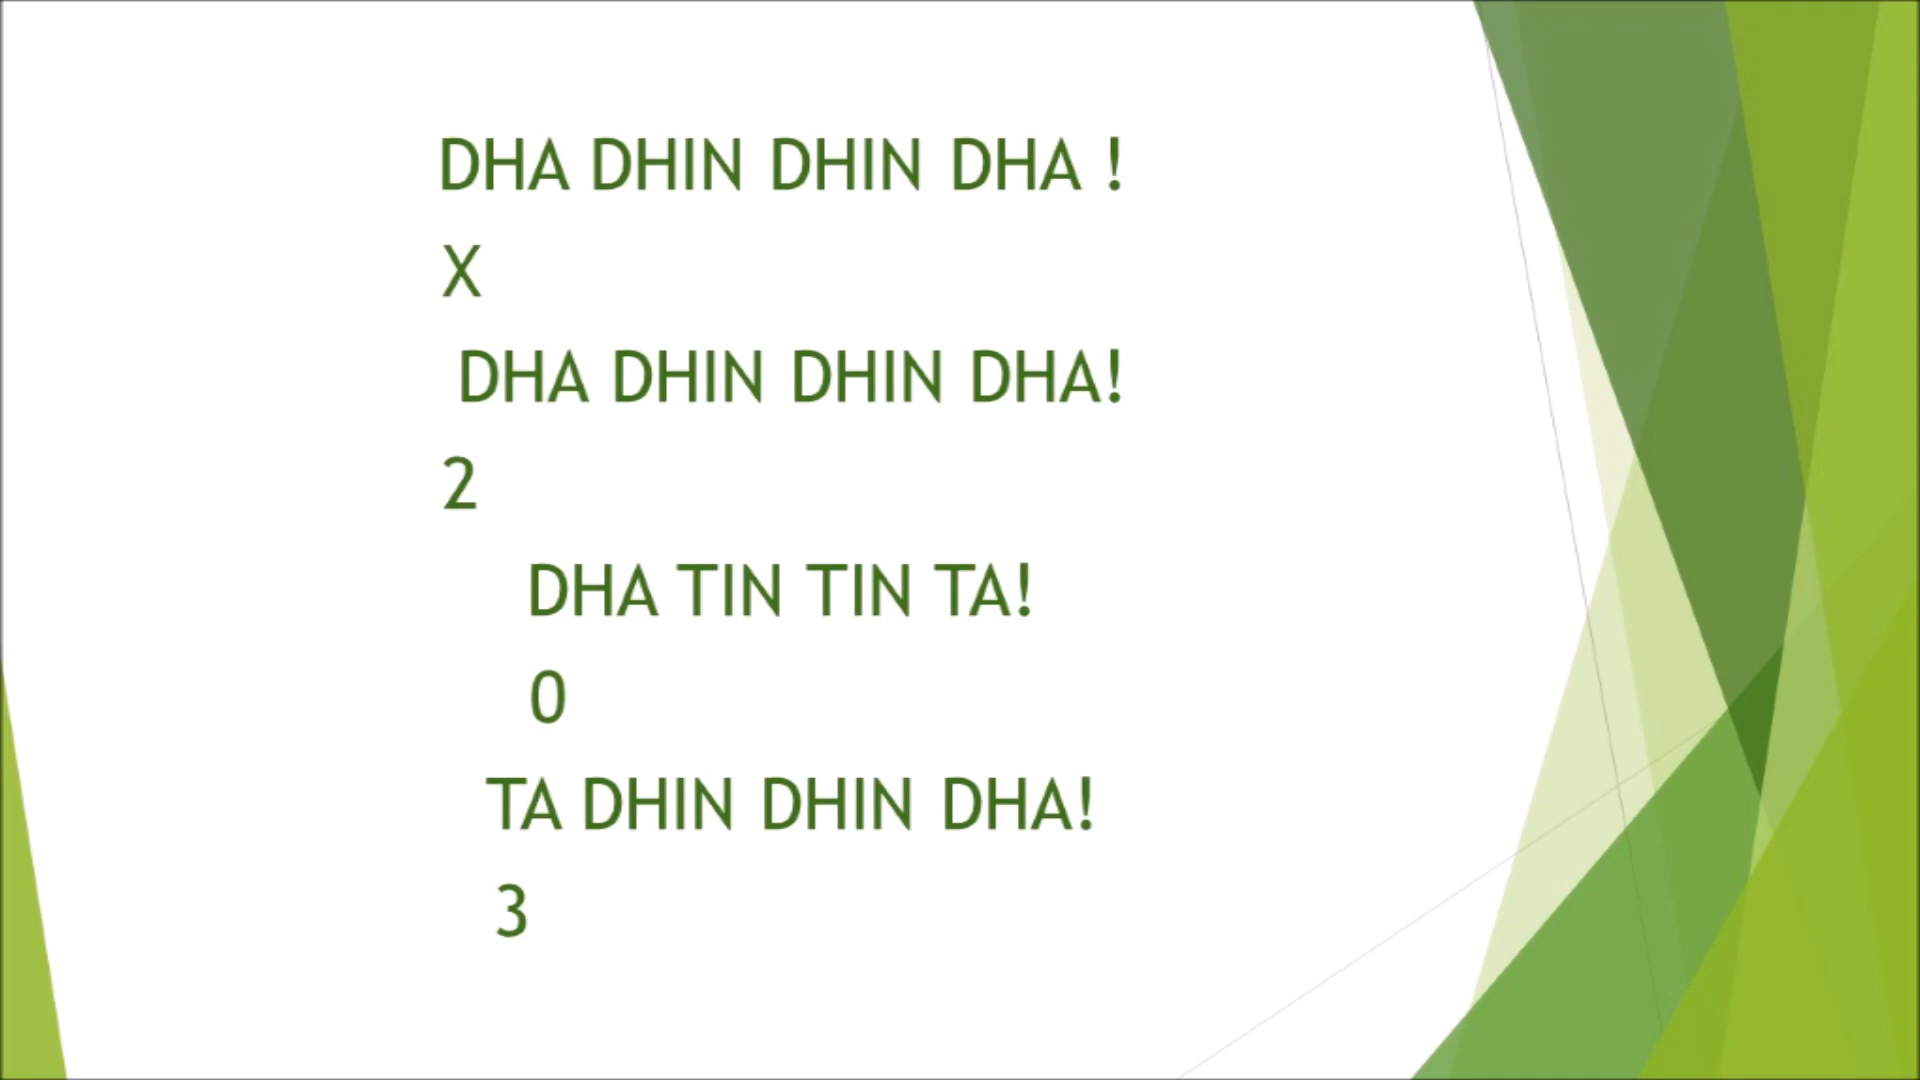 DHA DHIN DHIN DHA !
X
DHA DHIN DHIN DHA!
2
DHA TIN TIN TA!
0
TA DHIN DHIN DHA!
3